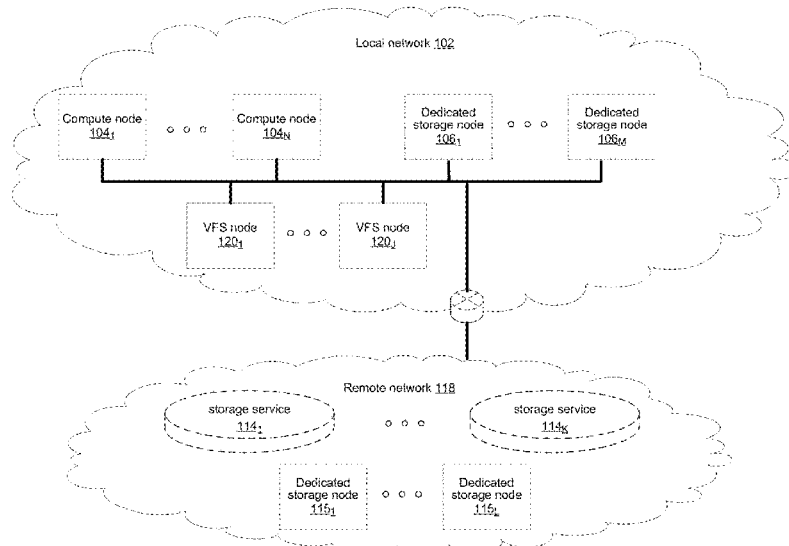 Local network 102
Compute node
104₁
Compute node
104N
Dedicated
storage node
106₁
Dedicated
storage node
106M
VFS node
120₁
VFS node
120J
Remote network 118
storage service
114₁
storage service
114K
Dedicated
storage node
115₁
Dedicated
storage node
115L